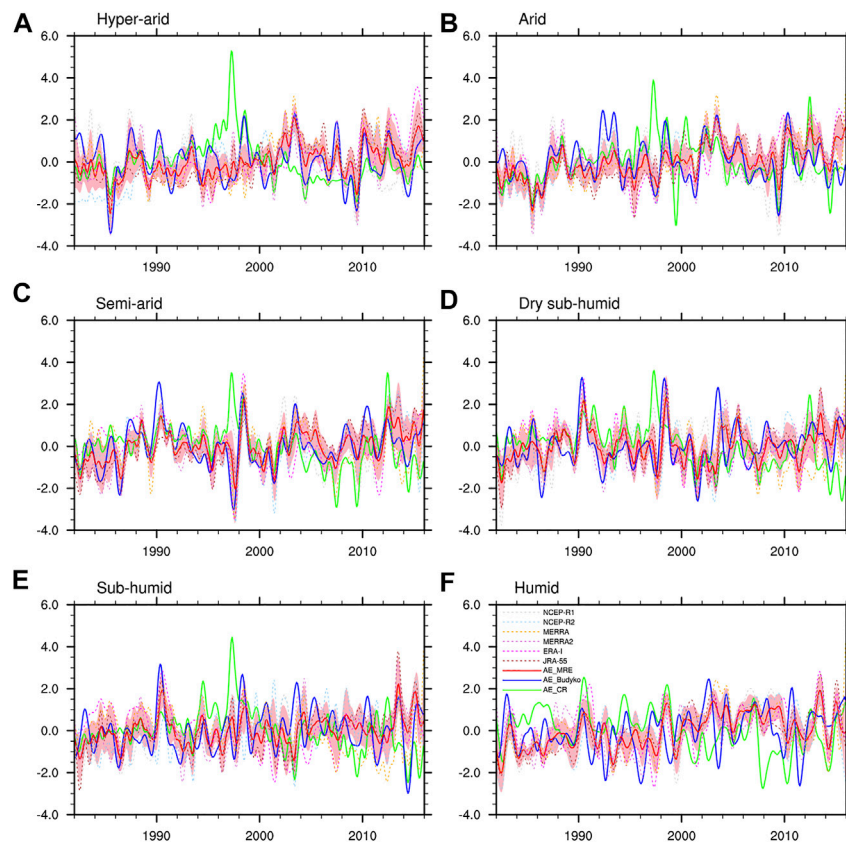 A Hyper-arid
6.0
4.0
2.0
0.0
-2.0
-4.0
1990 2000 2010
B Arid
6.0
4.0
2.0
0.0
-2.0
-4.0
1990 2000 2010
C Semi-arid
6.0
4.0
2.0
0.0
-2.0
-4.0
1990 2000 2010
D Dry sub-humid
6.0
4.0
2.0
0.0
-2.0
-4.0
1990 2000 2010
E Sub-humid
6.0
4.0
2.0
0.0
-2.0
-4.0
1990 2000 2010
F Humid
6.0
4.0
2.0
0.0
-2.0
-4.0
NCEP-R1
NCEP-R2
MERRA
MERRA2
ERA-I
JRA-55
AE_MRE
AE_Budyko
AE_CR
1990 2000 2010